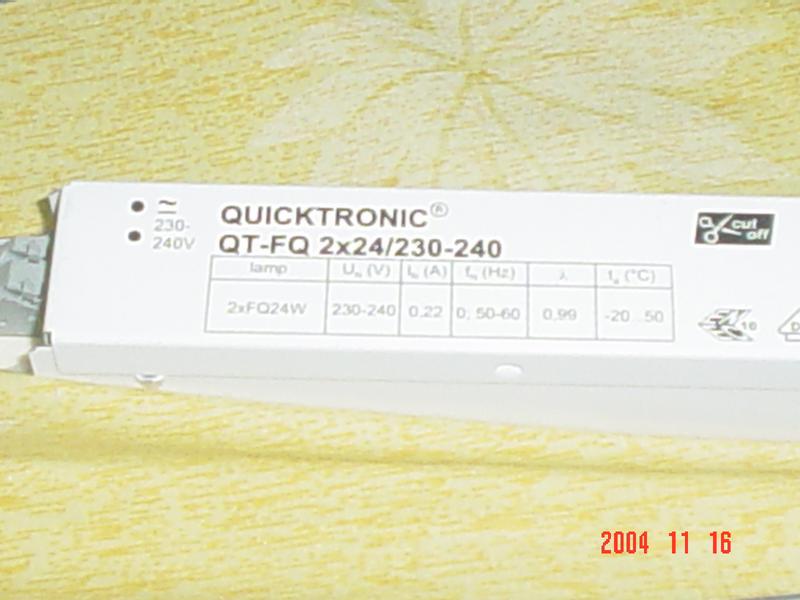 QUICKTRONIC®
QT-FQ 2x24/230-240
230-
240V
cut
off
lamp Uₙ (V) Iₙ (A) fₙ (Hz) λ tₐ (°C)
2xFQ24W 230-240 0,22 0; 50-60 0,99 -20...50
10
D
2004 11 16